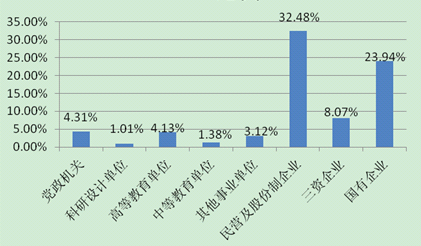 35.00%
30.00%
25.00%
20.00%
15.00%
10.00%
5.00%
0.00%
4.31%
1.01%
4.13%
1.38%
3.12%
32.48%
8.07%
23.94%
党政机关
科研设计单位
高等教育单位
中等教育单位
其他事业单位
民营及股份制企业
三资企业
国有企业